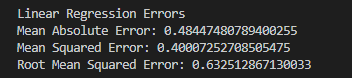 Linear Regression Errors
Mean Absolute Error: 0.48447480789400255
Mean Squared Error: 0.40007252708505475
Root Mean Squared Error: 0.632512867130033